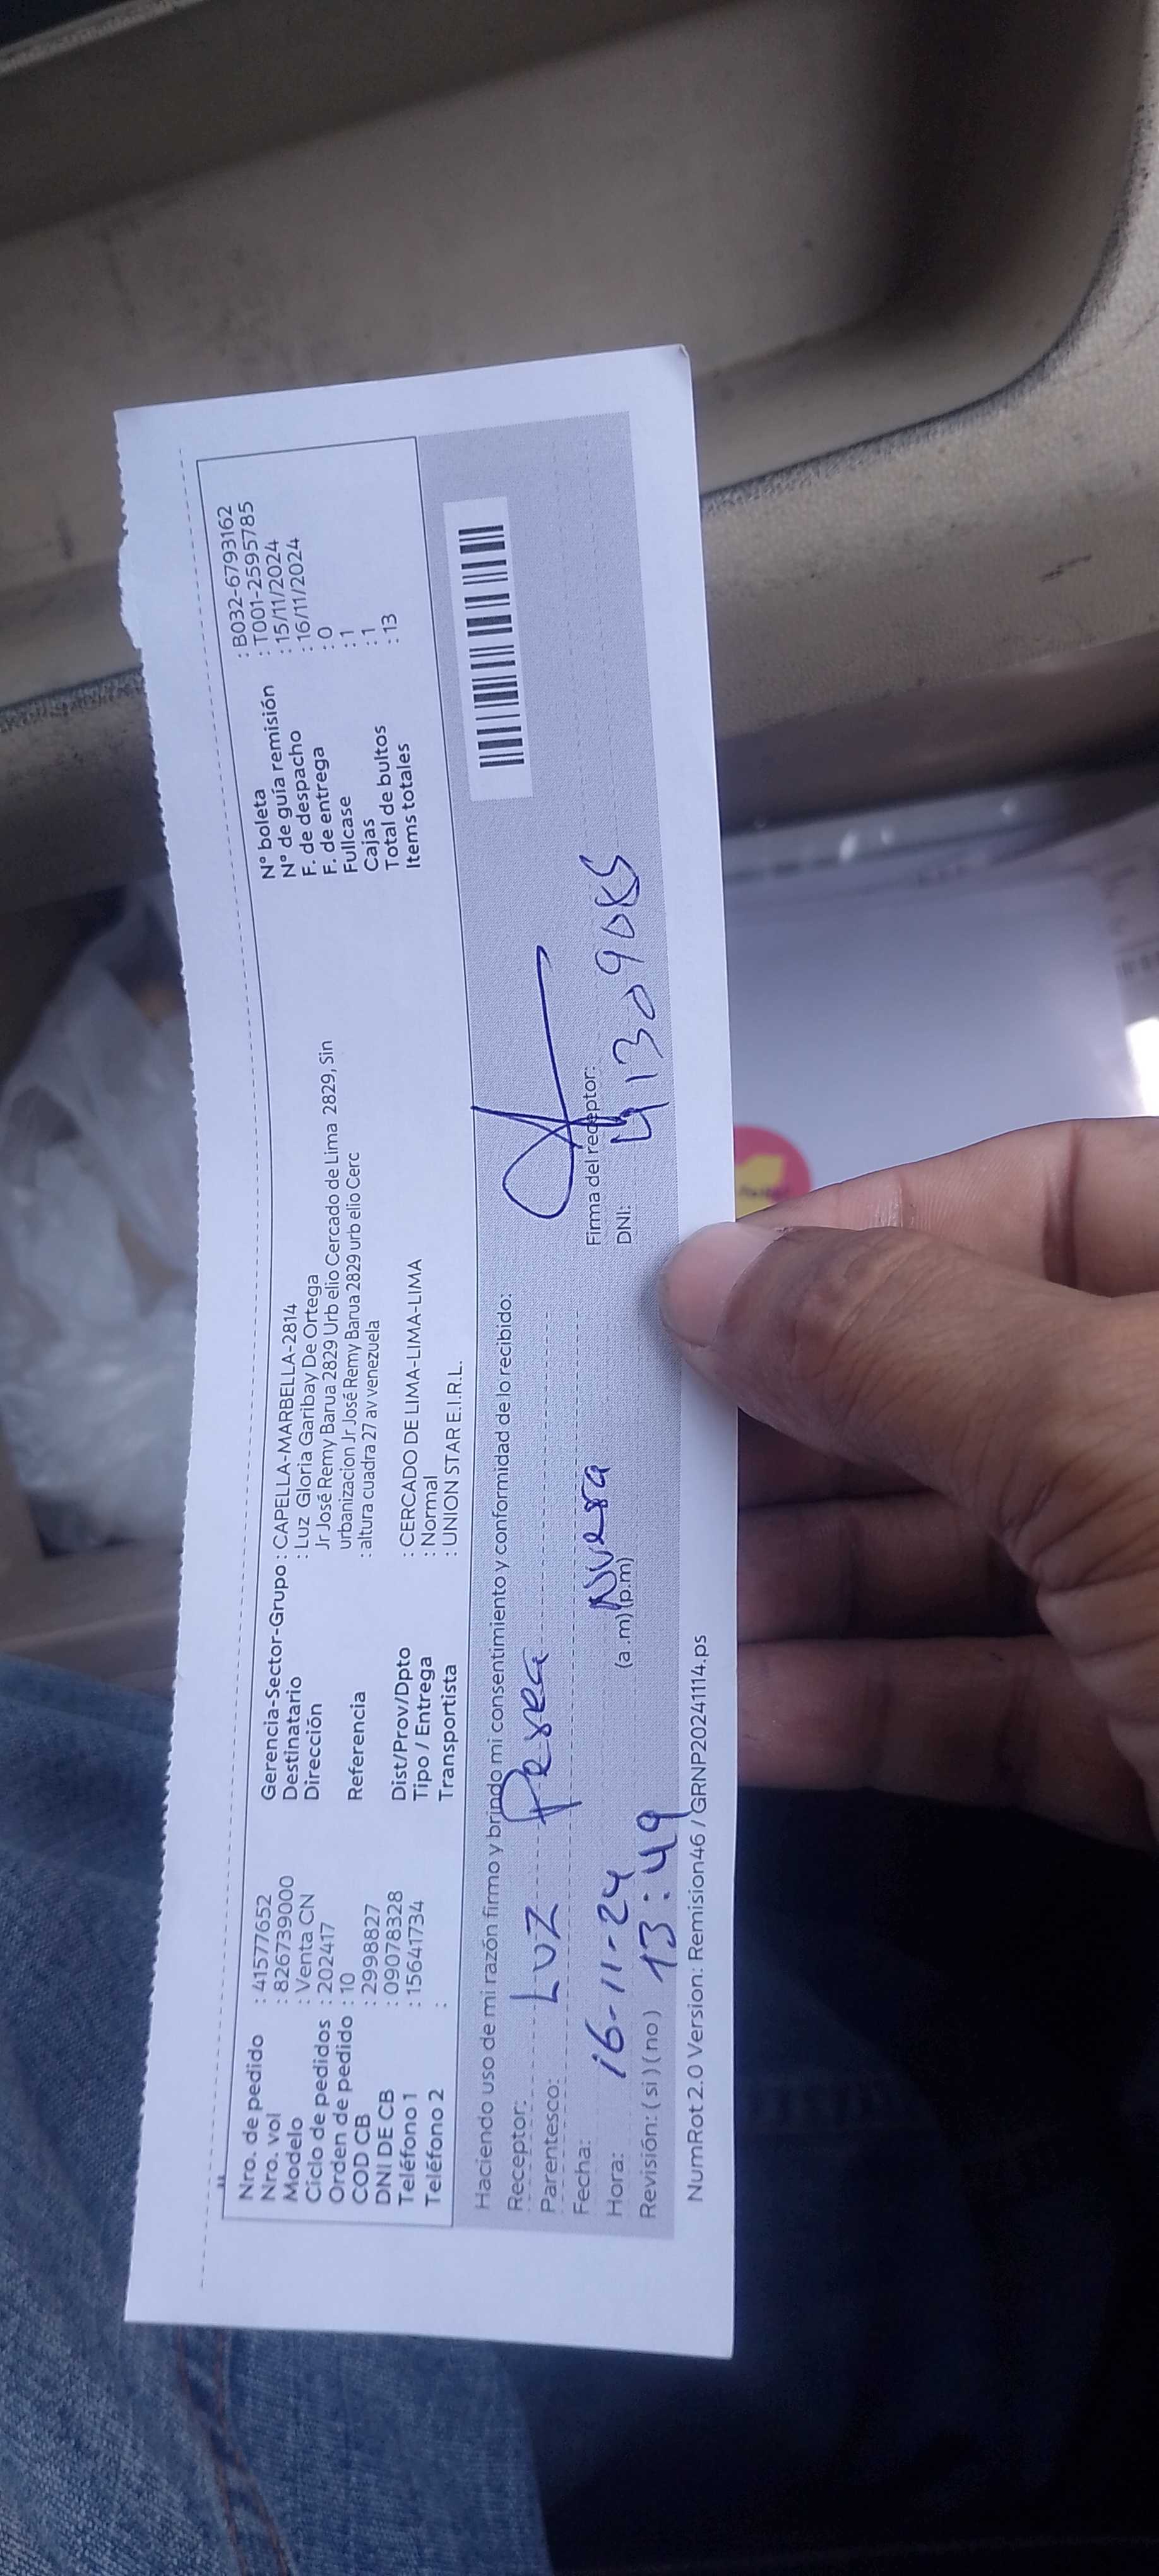 Nro. de pedido : 41577652
Nro. vol : 826739000
Modelo : Venta CN
Ciclo de pedidos : 202417
Orden de pedido : 10
COD CB : 2998827
DNI DE CB : 09078328
Teléfono 1 : 15641734
Teléfono 2 :
Gerencia-Sector-Grupo : CAPELLA-MARBELLA-2814
Destinatario : Luz Gloria Garibay De Ortega
Dirección Jr José Remy Barua 2829 Urb elio Cercado de Lima 2829, Sin
urbanizacion Jr José Remy Barua 2829 urb elio Cerc
Referencia : altura cuadra 27 av venezuela
Dist/Prov/Dpto : CERCADO DE LIMA-LIMA-LIMA
Tipo / Entrega : Normal
Transportista : UNION STAR E.I.R.L.
N° boleta : B032-6793162
N° de guía remisión : T001-2595785
F. de despacho : 15/11/2024
F. de entrega : 16/11/2024
Fullcase : 0
Cajas : 1
Total de bultos : 1
Items totales : 13
Haciendo uso de mi razón firmo y brindo mi consentimiento y conformidad de lo recibido:
Receptor: Luz Perea
Parentesco: Nuera
Fecha: 16-11-24
Hora: 13:49 (a.m) (p.m)
Revisión: (si) (no)
Firma del receptor:
DNI:
NumRot 2.0 Version: Remision46 / GRNP20241114.ps